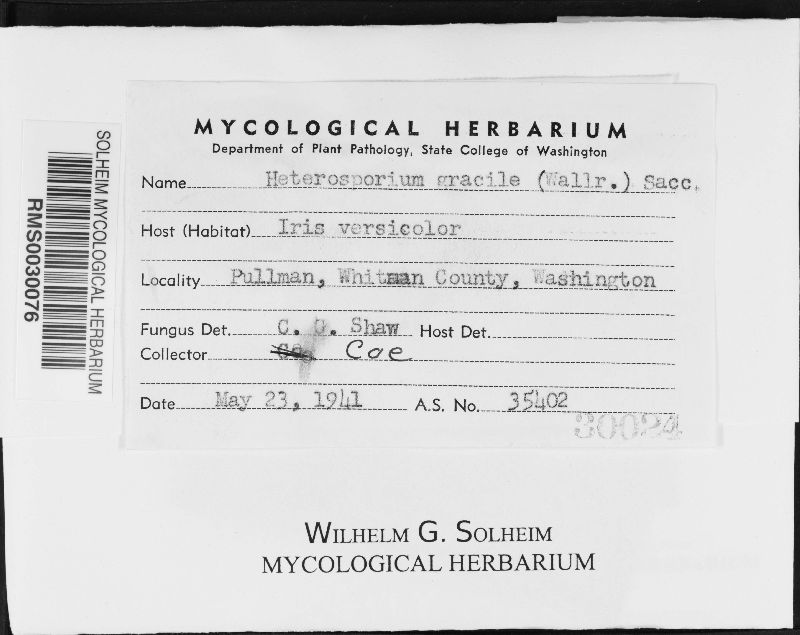 MYCOLOGICAL HERBARIUM
Department of Plant Pathology, State College of Washington
Name Heterosporium gracile (Wallr.) Sacc.
Host (Habitat) Iris versicolor
Locality Pullman, Whitman County, Washington
Fungus Det. C. G. Shaw Host Det.
Collector Coe
Date May 23, 1941 A.S. No. 35402
30024
SOLHEIM MYCOLOGICAL HERBARIUM
RMS0030076
WILHELM G. SOLHEIM
MYCOLOGICAL HERBARIUM